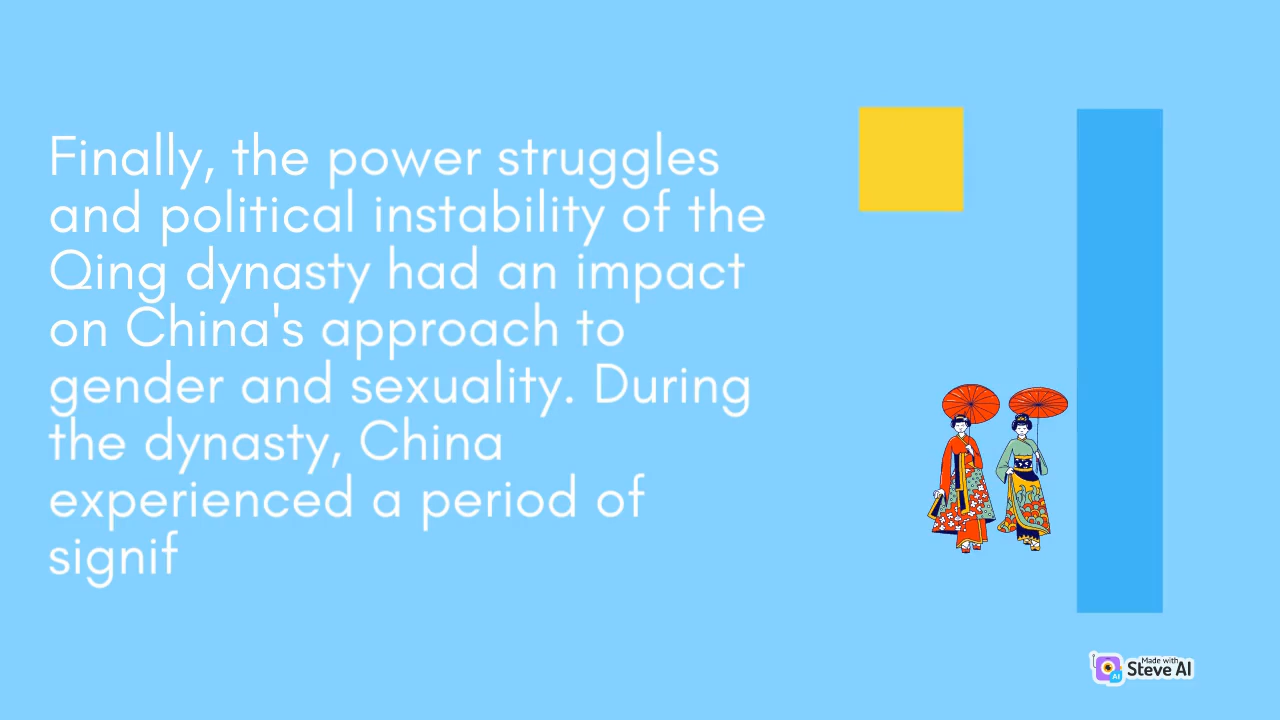 Finally, the power struggles
and political instability of the
Qing dynasty had an impact
on China's approach to
gender and sexuality. During
the dynasty, China
experienced a period of
signif
Made with
Steve AI
AI